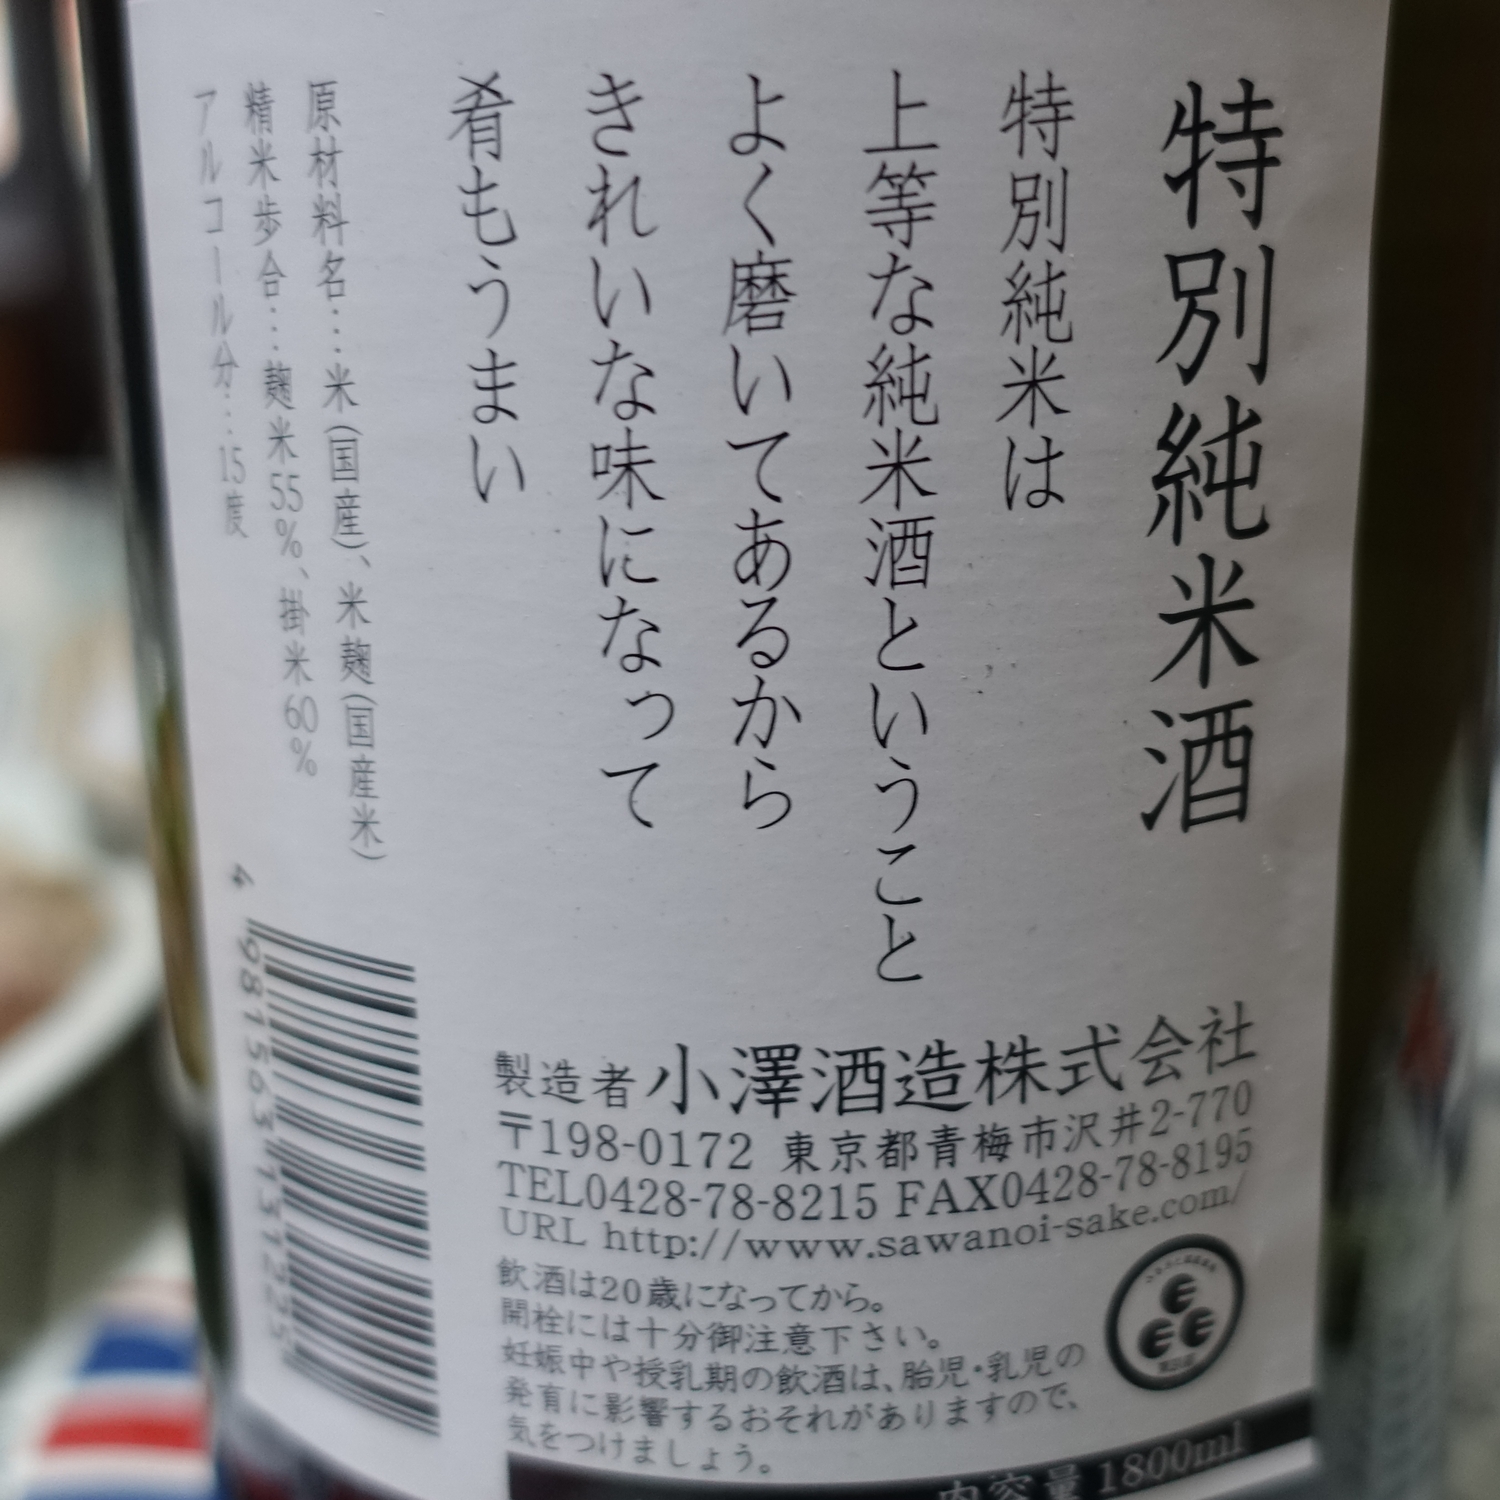 特別純米酒
特別純米は
上等な純米酒ということ
よく磨いてあるから
きれいな味になって
肴もうまい
原材料名…米(国産)、米麹(国産米)
精米歩合…麹米55%、掛米60%
アルコール分…15度
4 981563 131225
製造者 小澤酒造株式会社
〒198-0172 東京都青梅市沢井2-770
TEL0428-78-8215 FAX0428-78-8195
URL http://www.sawanoi-sake.com/
飲酒は20歳になってから。
開栓には十分御注意下さい。
妊娠中や授乳期の飲酒は、胎児・乳児の
発育に影響するおそれがありますので、
気をつけましょう。
E
E E
内容量 1800ml